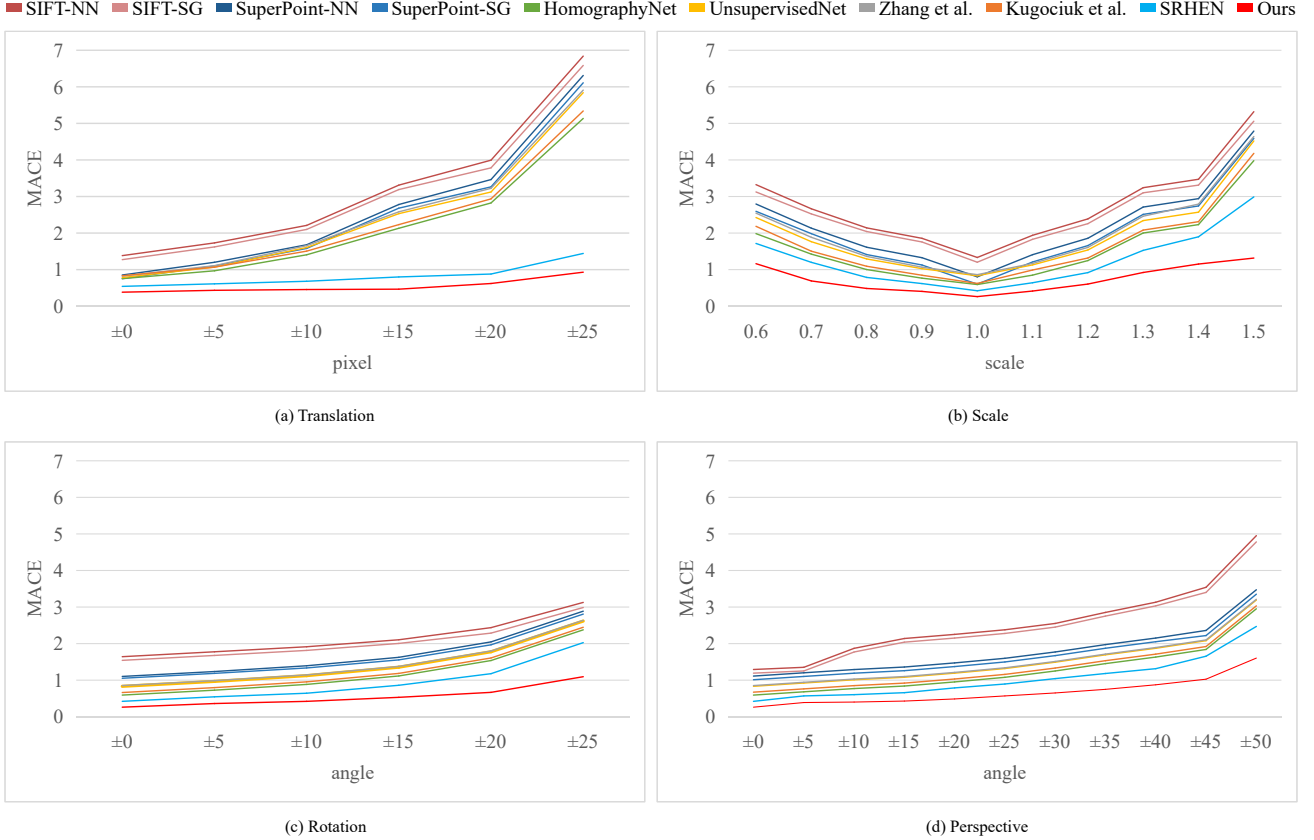 SIFT-NN SIFT-SG SuperPoint-NN SuperPoint-SG HomographyNet UnsupervisedNet Zhang et al. Kugociuk et al. SRHEN Ours
7
6
5
4
3
2
1
0
MACE
±0 ±5 ±10 ±15 ±20 ±25
pixel
(a) Translation
7
6
5
4
3
2
1
0
MACE
0.6 0.7 0.8 0.9 1.0 1.1 1.2 1.3 1.4 1.5
scale
(b) Scale
7
6
5
4
3
2
1
0
MACE
±0 ±5 ±10 ±15 ±20 ±25
angle
(c) Rotation
7
6
5
4
3
2
1
0
MACE
±0 ±5 ±10 ±15 ±20 ±25 ±30 ±35 ±40 ±45 ±50
angle
(d) Perspective